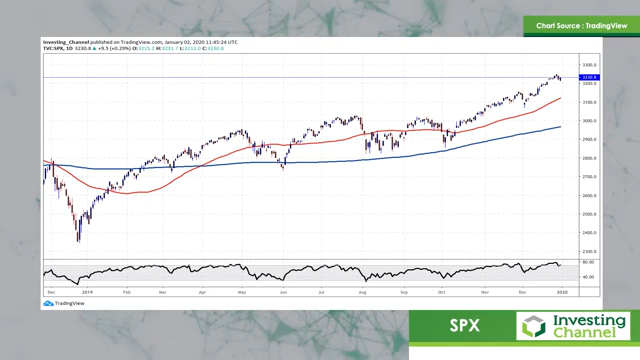 Chart Source : TradingView
Investing_Channel published on TradingView.com, January 02, 2020 11:45:24 UTC
TVC:SPX, 1D 3230.8 ▲ +9.5 (+0.29%) O:3215.2 H:3231.7 L:3212.0 C:3230.8
3300.0
3230.8
3200.0
3100.0
3000.0
2900.0
2800.0
2700.0
2600.0
2500.0
2400.0
2300.0
80.00
40.00
Dec 2019 Feb Mar Apr May Jun Jul Aug Sep Oct Nov Dec 2020
TradingView
SPX
Investing
Channel